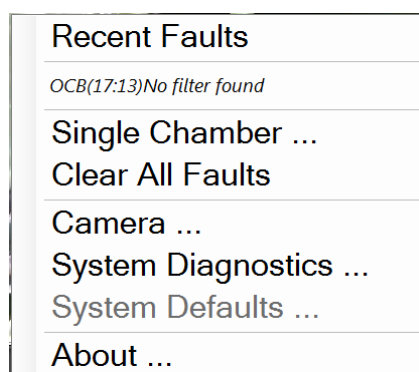 Recent Faults
OCB(17:13)No filter found
Single Chamber ...
Clear All Faults
Camera ...
System Diagnostics ...
System Defaults ...
About ...